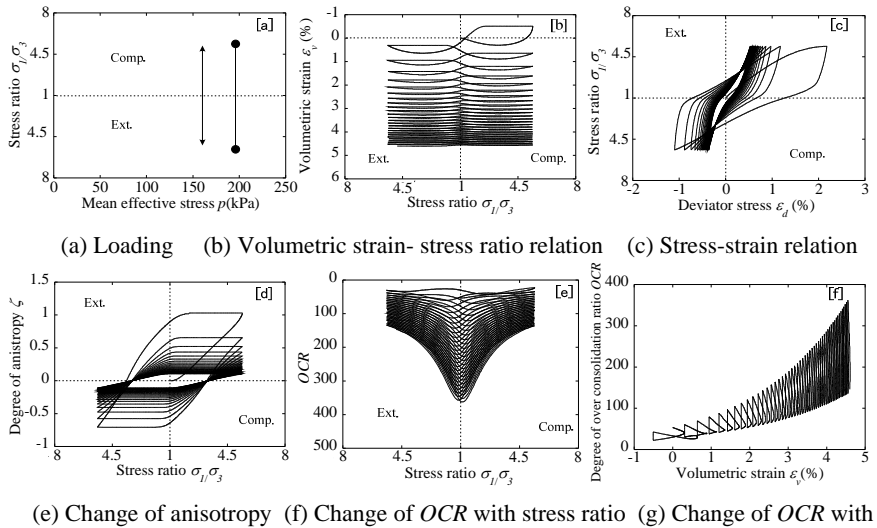 [a]
Stress ratio σ1/σ3
8
4.5
1
4.5
8
Comp.
Ext.
0 50 100 150 200 250
Mean effective stress p(kPa)
[b]
Volumetiric strain εv(%)
-1
0
1
2
3
4
5
6
Ext.
Comp.
8 4.5 1 4.5 8
Stress ratio σ1/σ3
[c]
Stress ratio σ1/σ3
8
4.5
1
4.5
8
Ext.
Comp.
-2 -1 0 1 2 3
Deviator stress εd(%)
(a) Loading (b) Volumetric strain- stress ratio relation (c) Stress-strain relation
[d]
Degree of anistropy ζ
1.5
1
0.5
0
-0.5
-1
Ext.
Comp.
8 4.5 1 4.5 8
Stress ratio σ1/σ3
[e]
OCR
0
100
200
300
400
500
Ext.
Comp.
8 4.5 1 4.5 8
Stress ratio σ1/σ3
[f]
Degree of over consolidation ratio OCR
400
300
200
100
0
-1 0 1 2 3 4 5
Volumetric strain εv(%)
(e) Change of anisotropy (f) Change of OCR with stress ratio (g) Change of OCR with